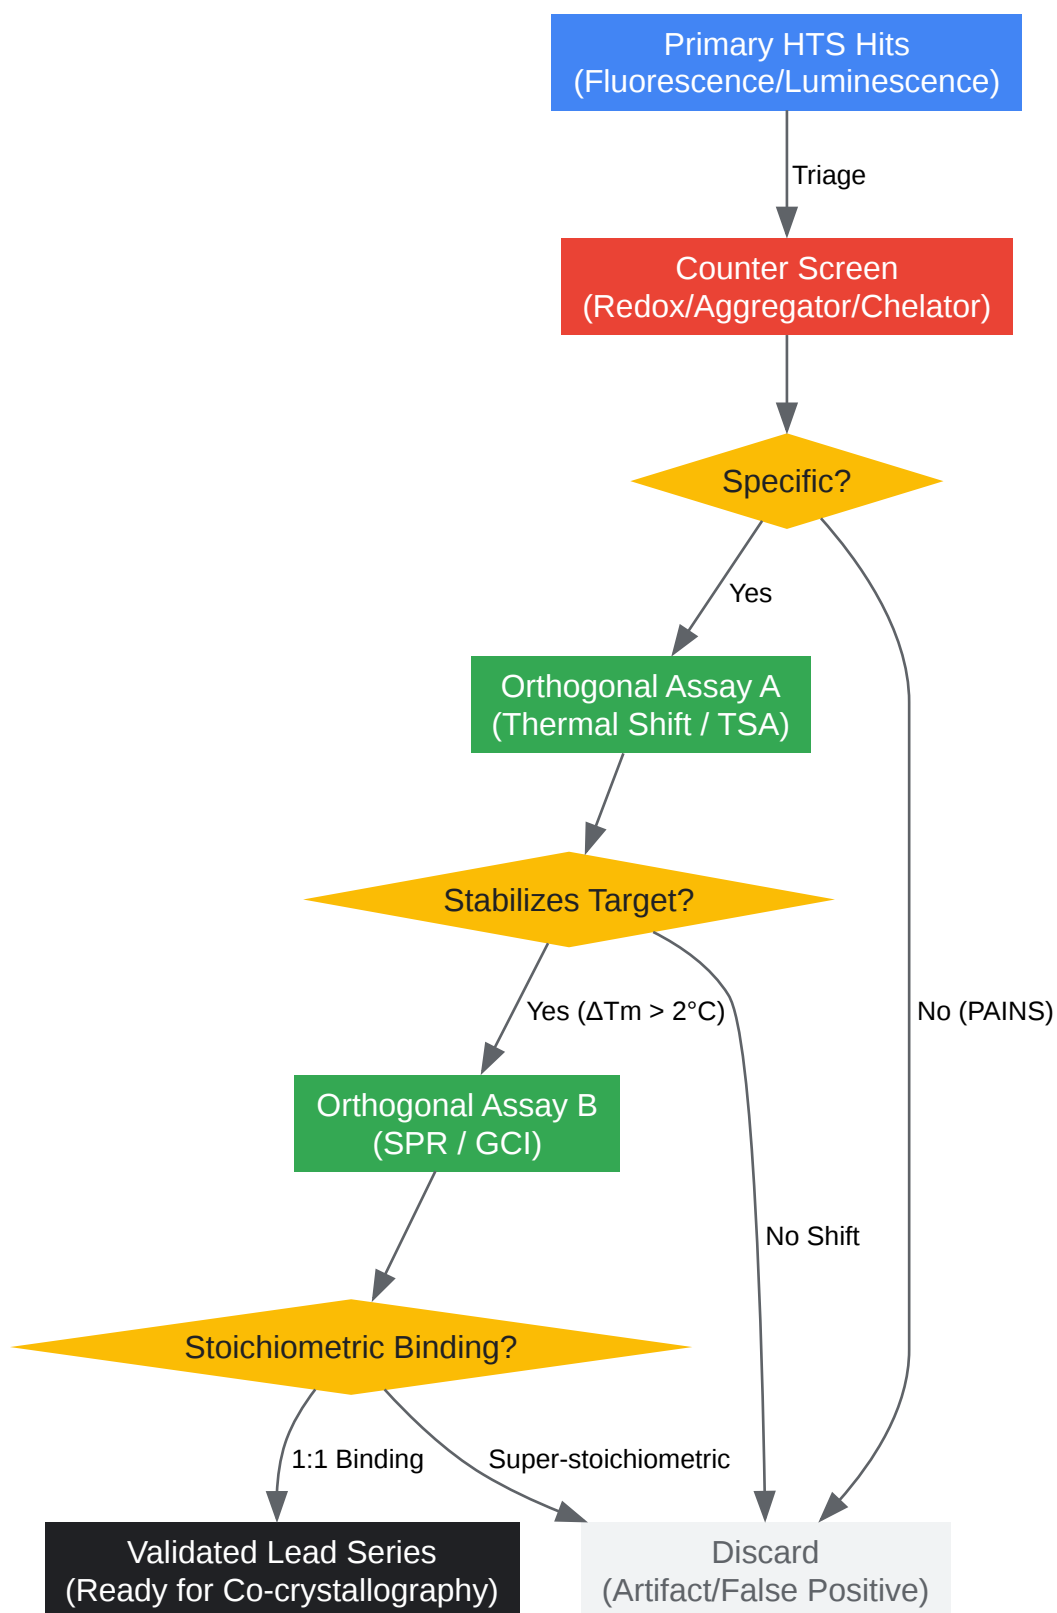 Primary HTS Hits
(Fluorescence/Luminescence)
Triage
Counter Screen
(Redox/Aggregator/Chelator)
Specific?
Yes
Orthogonal Assay A
(Thermal Shift / TSA)
Stabilizes Target?
Yes (ΔTm > 2°C)
No (PAINS)
Orthogonal Assay B
(SPR / GCI)
No Shift
Stoichiometric Binding?
1:1 Binding
Super-stoichiometric
Validated Lead Series
(Ready for Co-crystallography)
Discard
(Artifact/False Positive)